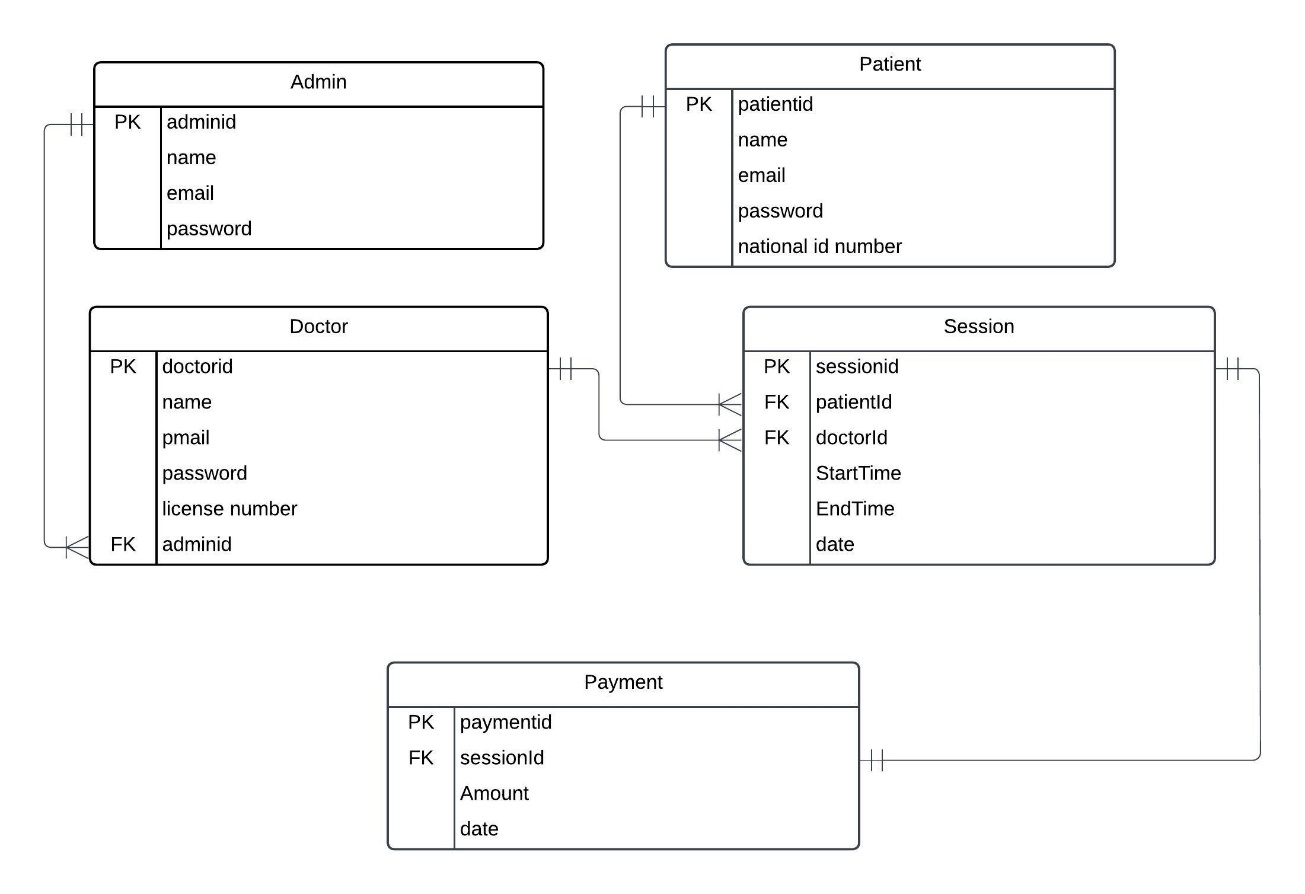 Admin
PK adminid
name
email
password
Patient
PK patientid
name
email
password
national id number
Doctor
PK doctorid
name
pmail
password
license number
FK adminid
Session
PK sessionid
FK patientId
FK doctorId
StartTime
EndTime
date
Payment
PK paymentid
FK sessionId
Amount
date